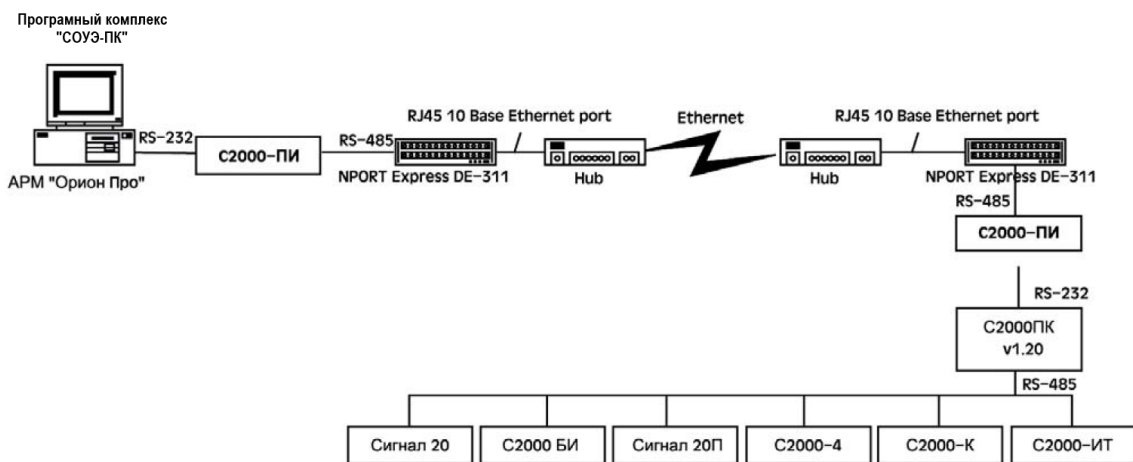 Програмный комплекс
"СОУЭ-ПК"
RS-232
С2000-ПИ
RS-485
RJ45 10 Base Ethernet port
Ethernet
RJ45 10 Base Ethernet port
АРМ "Орион Про"
NPORT Express DE-311
Hub
Hub
NPORT Express DE-311
RS-485
С2000-ПИ
RS-232
С2000ПК
v1.20
RS-485
Сигнал 20
С2000 БИ
Сигнал 20П
С2000-4
С2000-К
С2000-ИТ